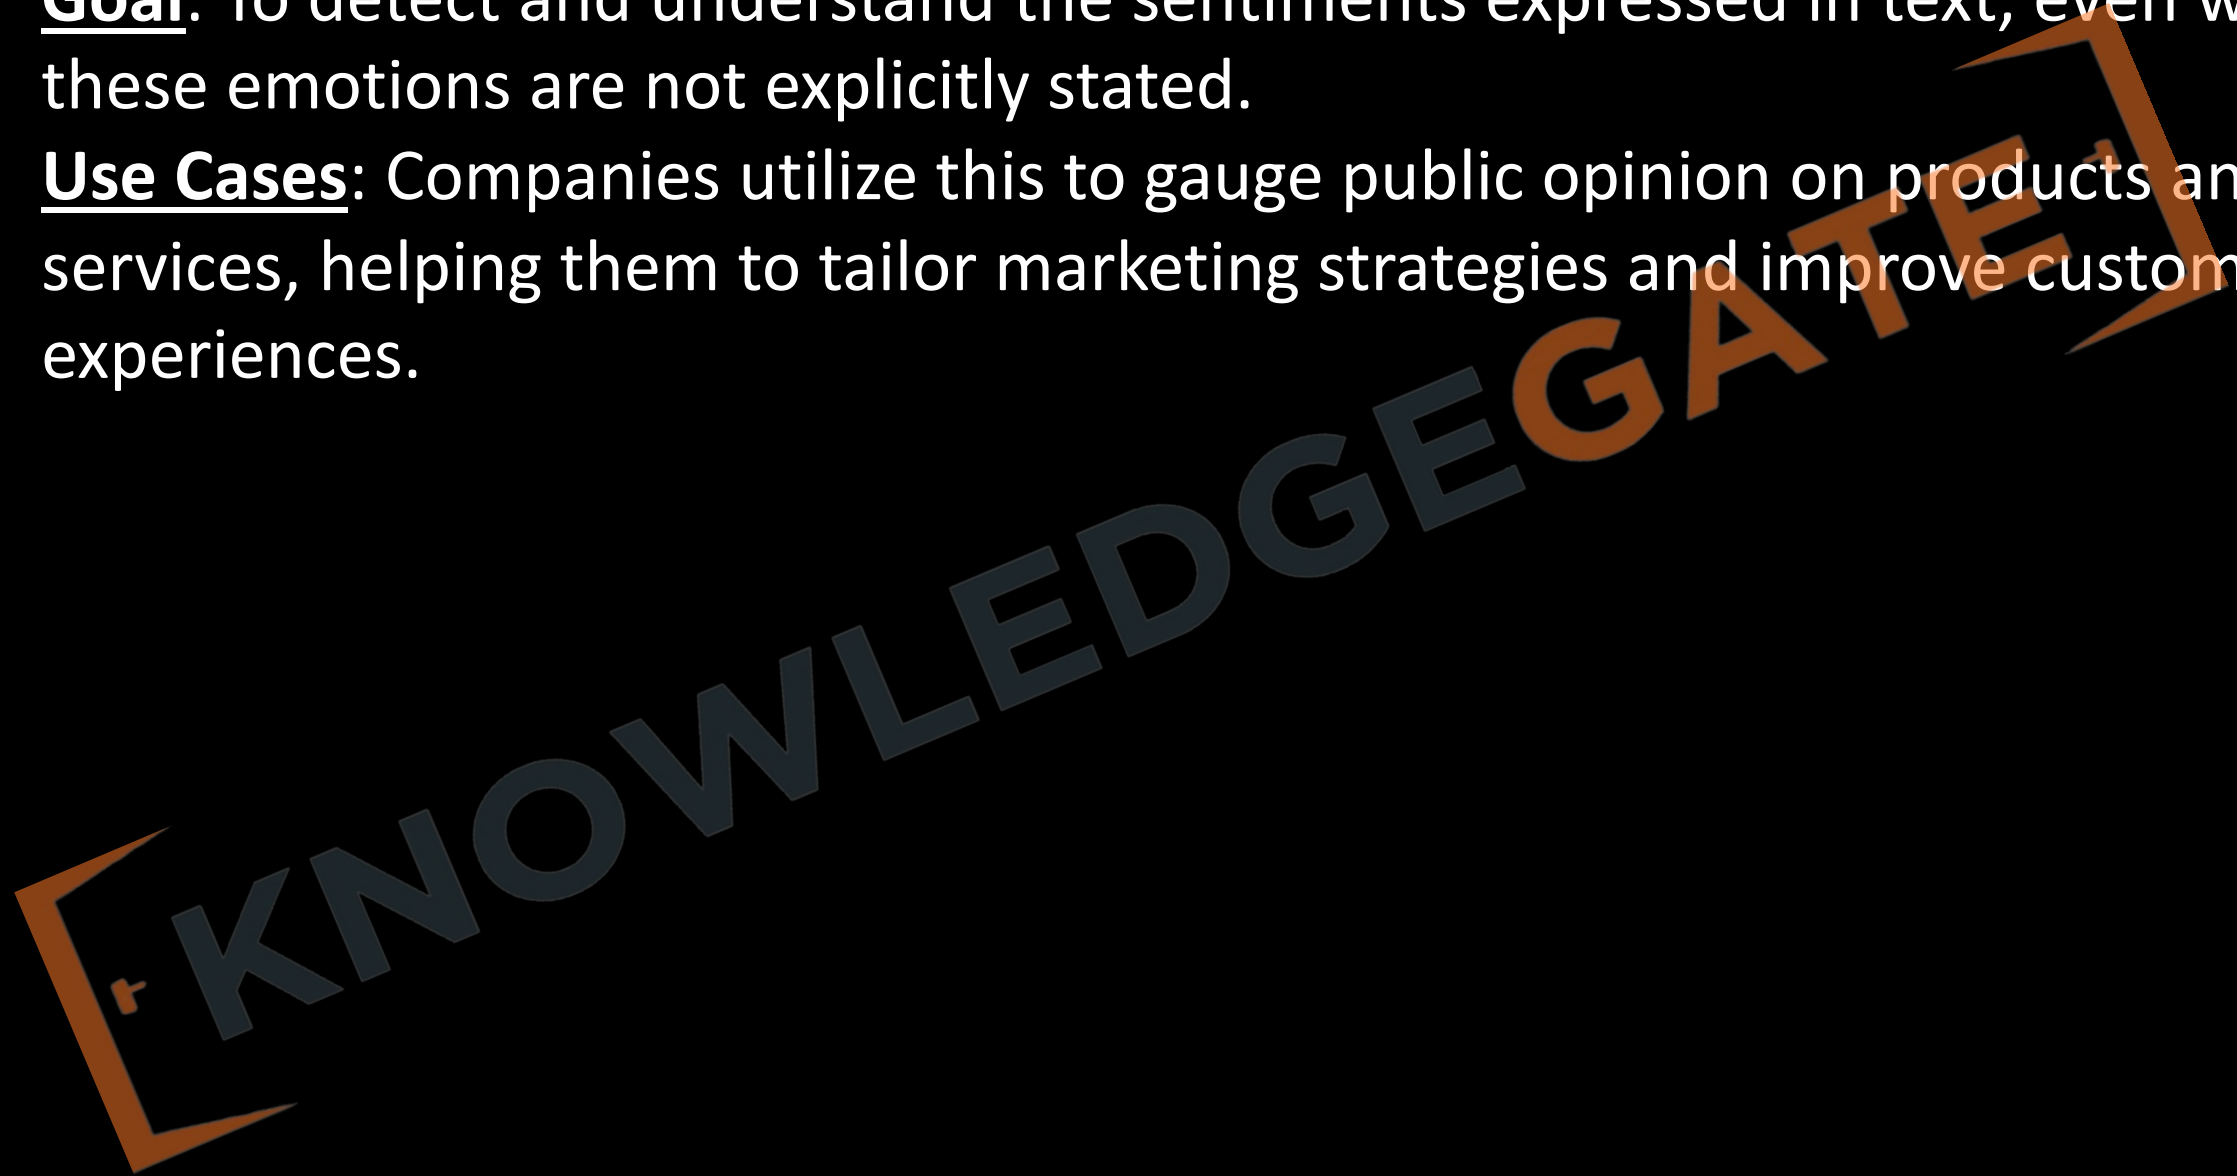 Goal: To detect and understand the sentiments expressed in text, even
these emotions are not explicitly stated.
Use Cases: Companies utilize this to gauge public opinion on products
services, helping them to tailor marketing strategies and improve
experiences.
KNOWLEDGEGATE